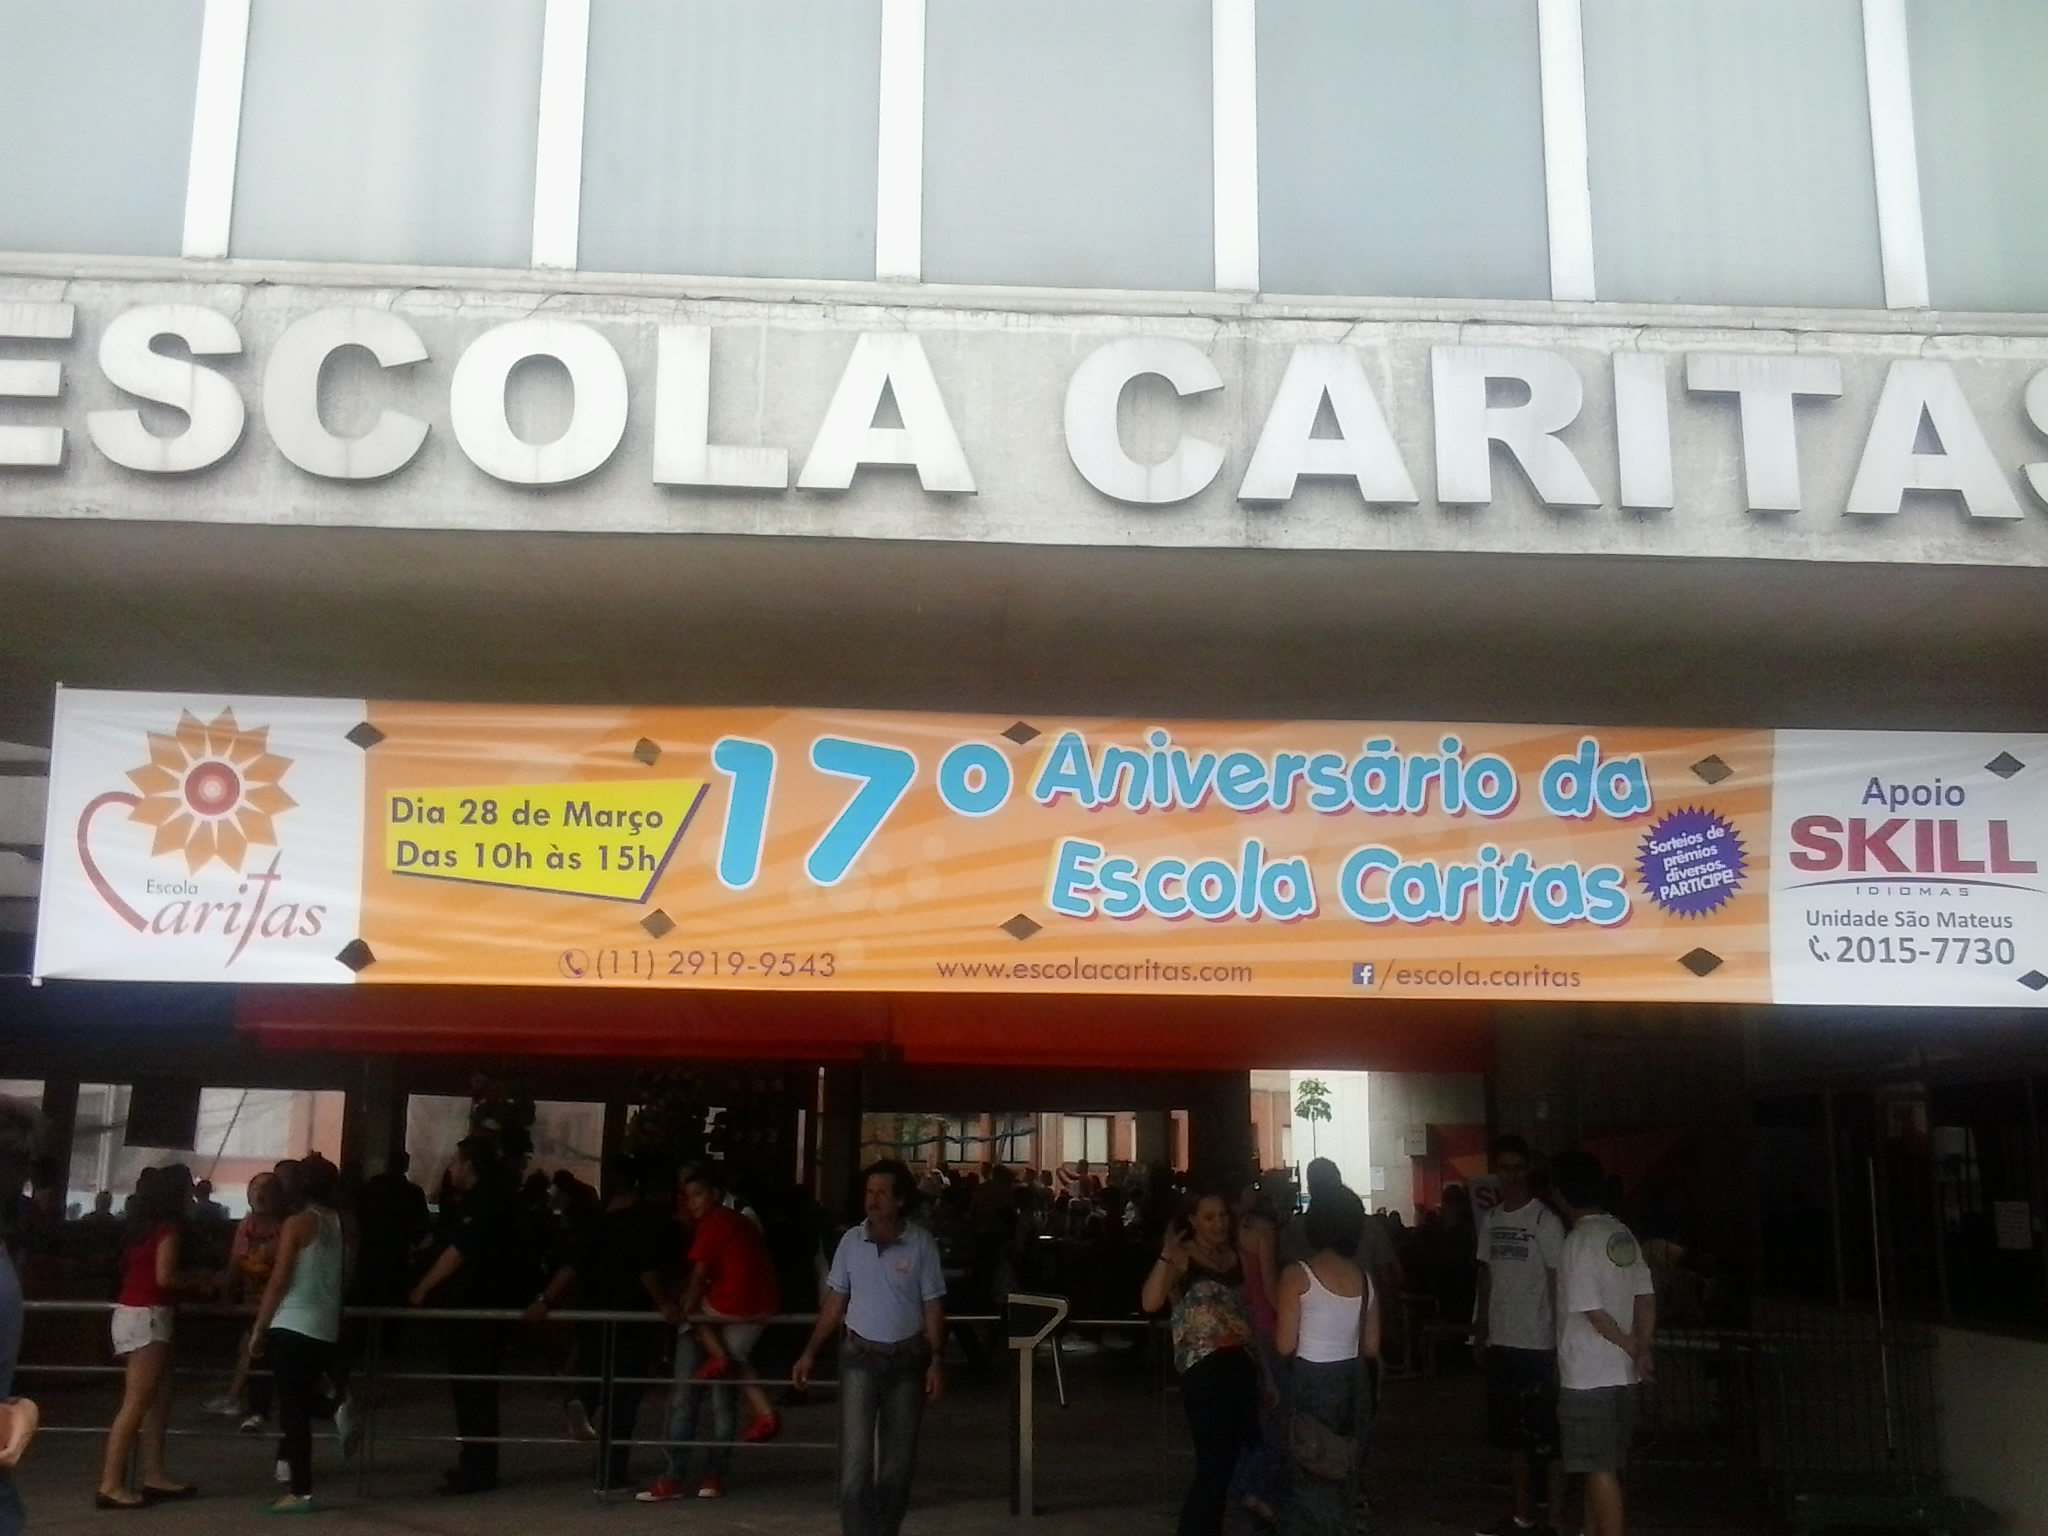 ESCOLA CARITAS
Escola
Caritas
Dia 28 de Março
Das 10h às 15h
17º Aniversário da
Escola Caritas
Sorteios de
prêmios
diversos.
PARTICIPE!
(11) 2919-9543
www.escolacaritas.com
f/escola.caritas
Apoio
SKILL
IDIOMAS
Unidade São Mateus
2015-7730